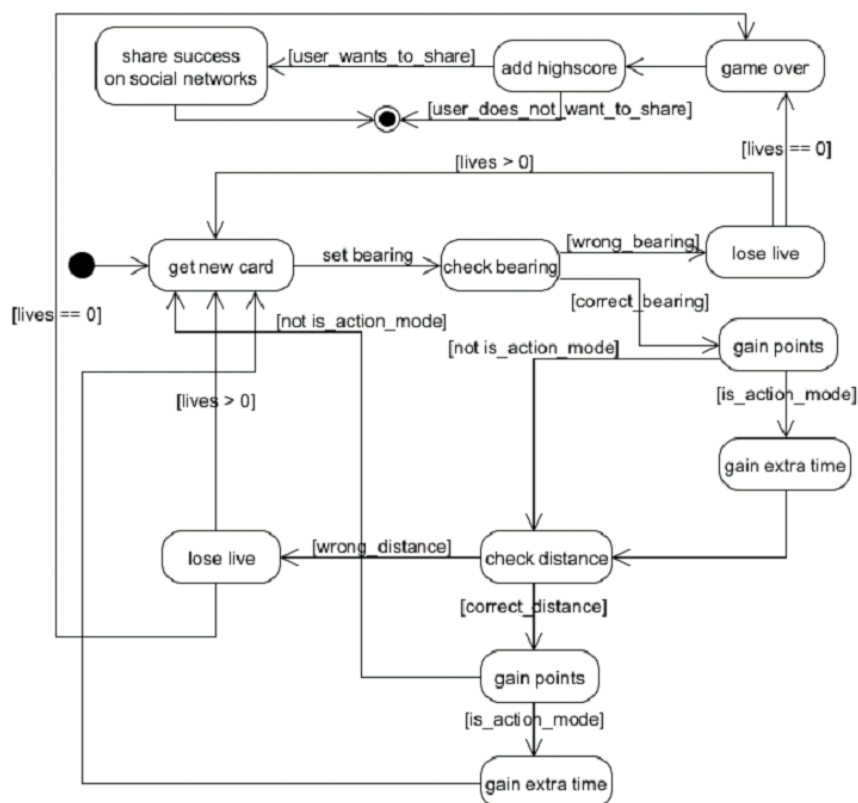 share success
on social networks
[user_wants_to_share]
add highscore
game over
[user_does_not_want_to_share]
[lives == 0]
[lives > 0]
get new card
set bearing
check bearing
[wrong_bearing]
lose live
[lives == 0]
[correct_bearing]
[not is_action_mode]
[not is_action_mode]
gain points
[is_action_mode]
[lives > 0]
gain extra time
lose live
[wrong_distance]
check distance
[correct_distance]
gain points
[is_action_mode]
gain extra time